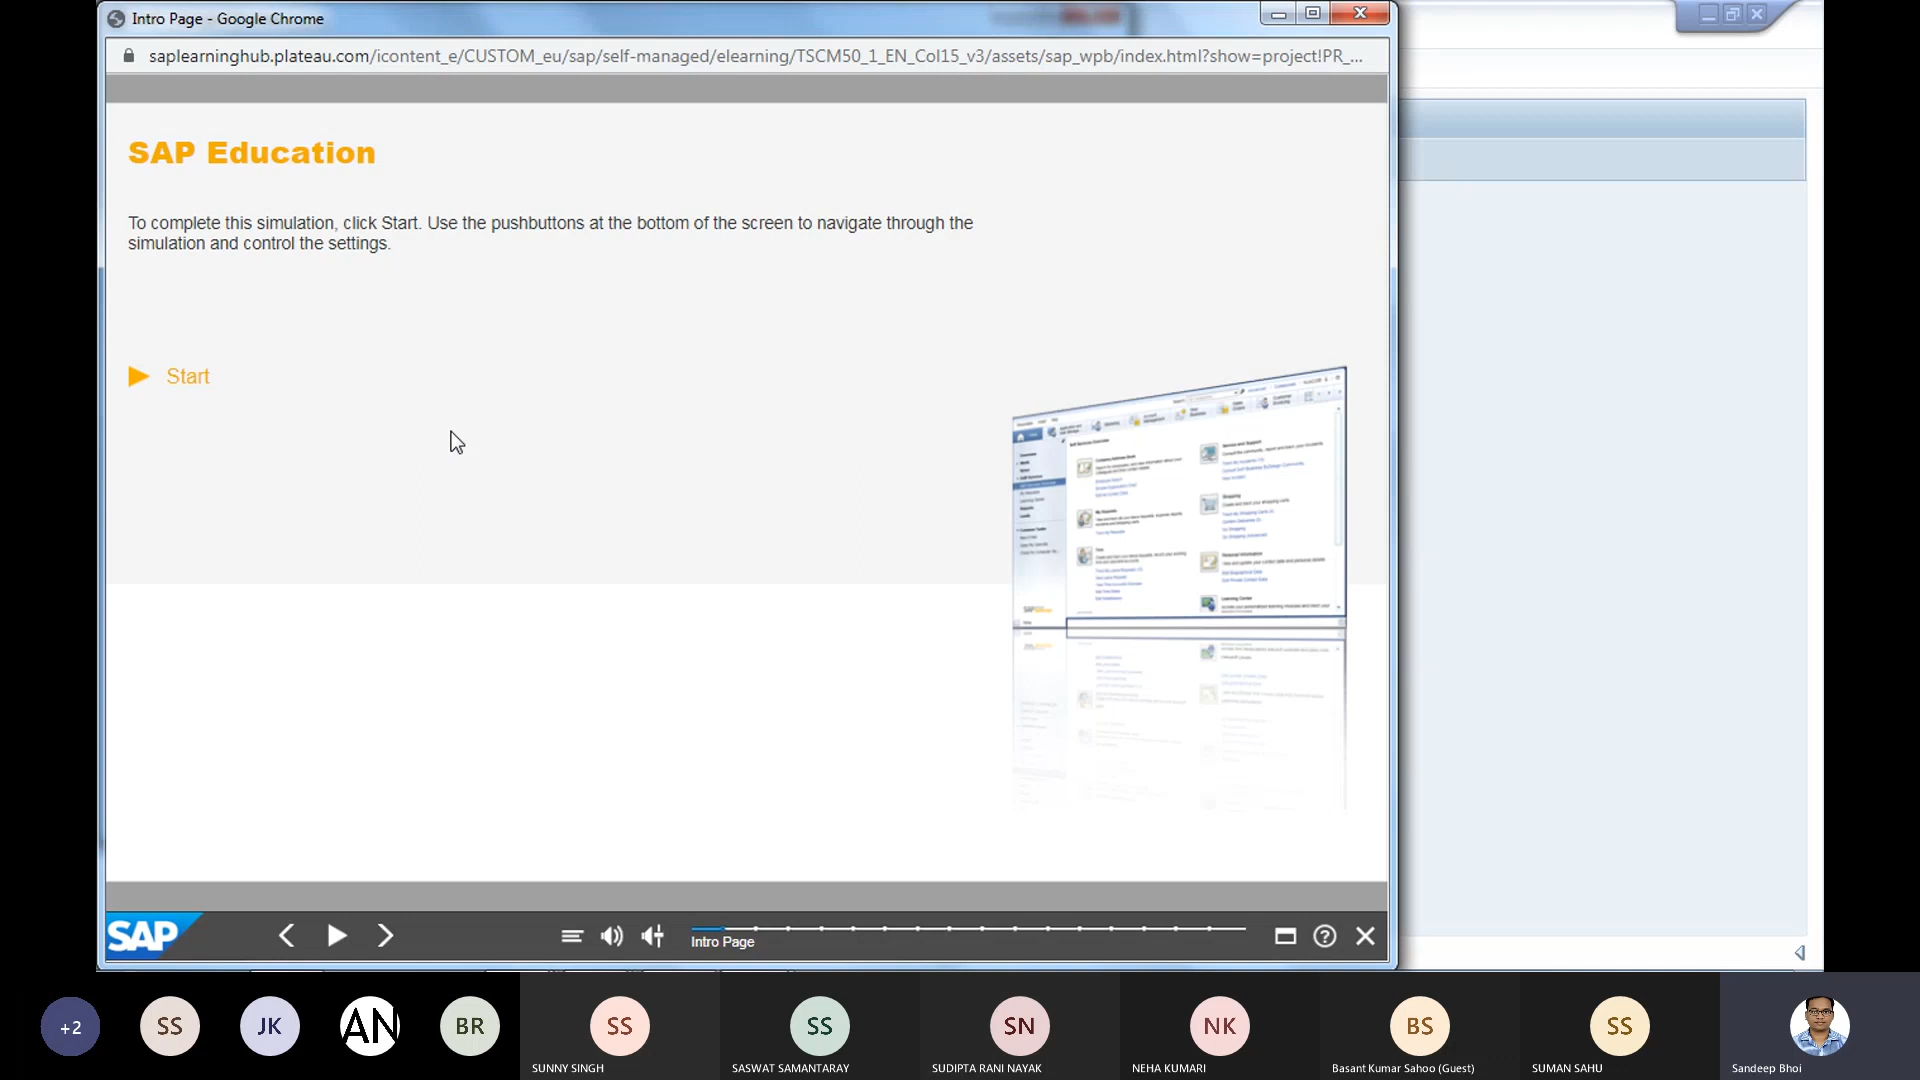 Intro Page - Google Chrome
saplearninghub.plateau.com/icontent_e/CUSTOM_eu/sap/self-managed/elearning/TSCM50_1_EN_Col15_v3/assets/sap_wpb/index.html?show=project!PR_...
SAP Education
To complete this simulation, click Start. Use the pushbuttons at the bottom of the screen to navigate through the
simulation and control the settings.
Start
SAP
Intro Page
+2
SS
JK
AN
BR
SS
SS
SN
NK
BS
SS
SUNNY SINGH
SASWAT SAMANTARAY
SUDIPTA RANI NAYAK
NEHA KUMARI
Basant Kumar Sahoo (Guest)
SUMAN SAHU
Sandeep Bhoi